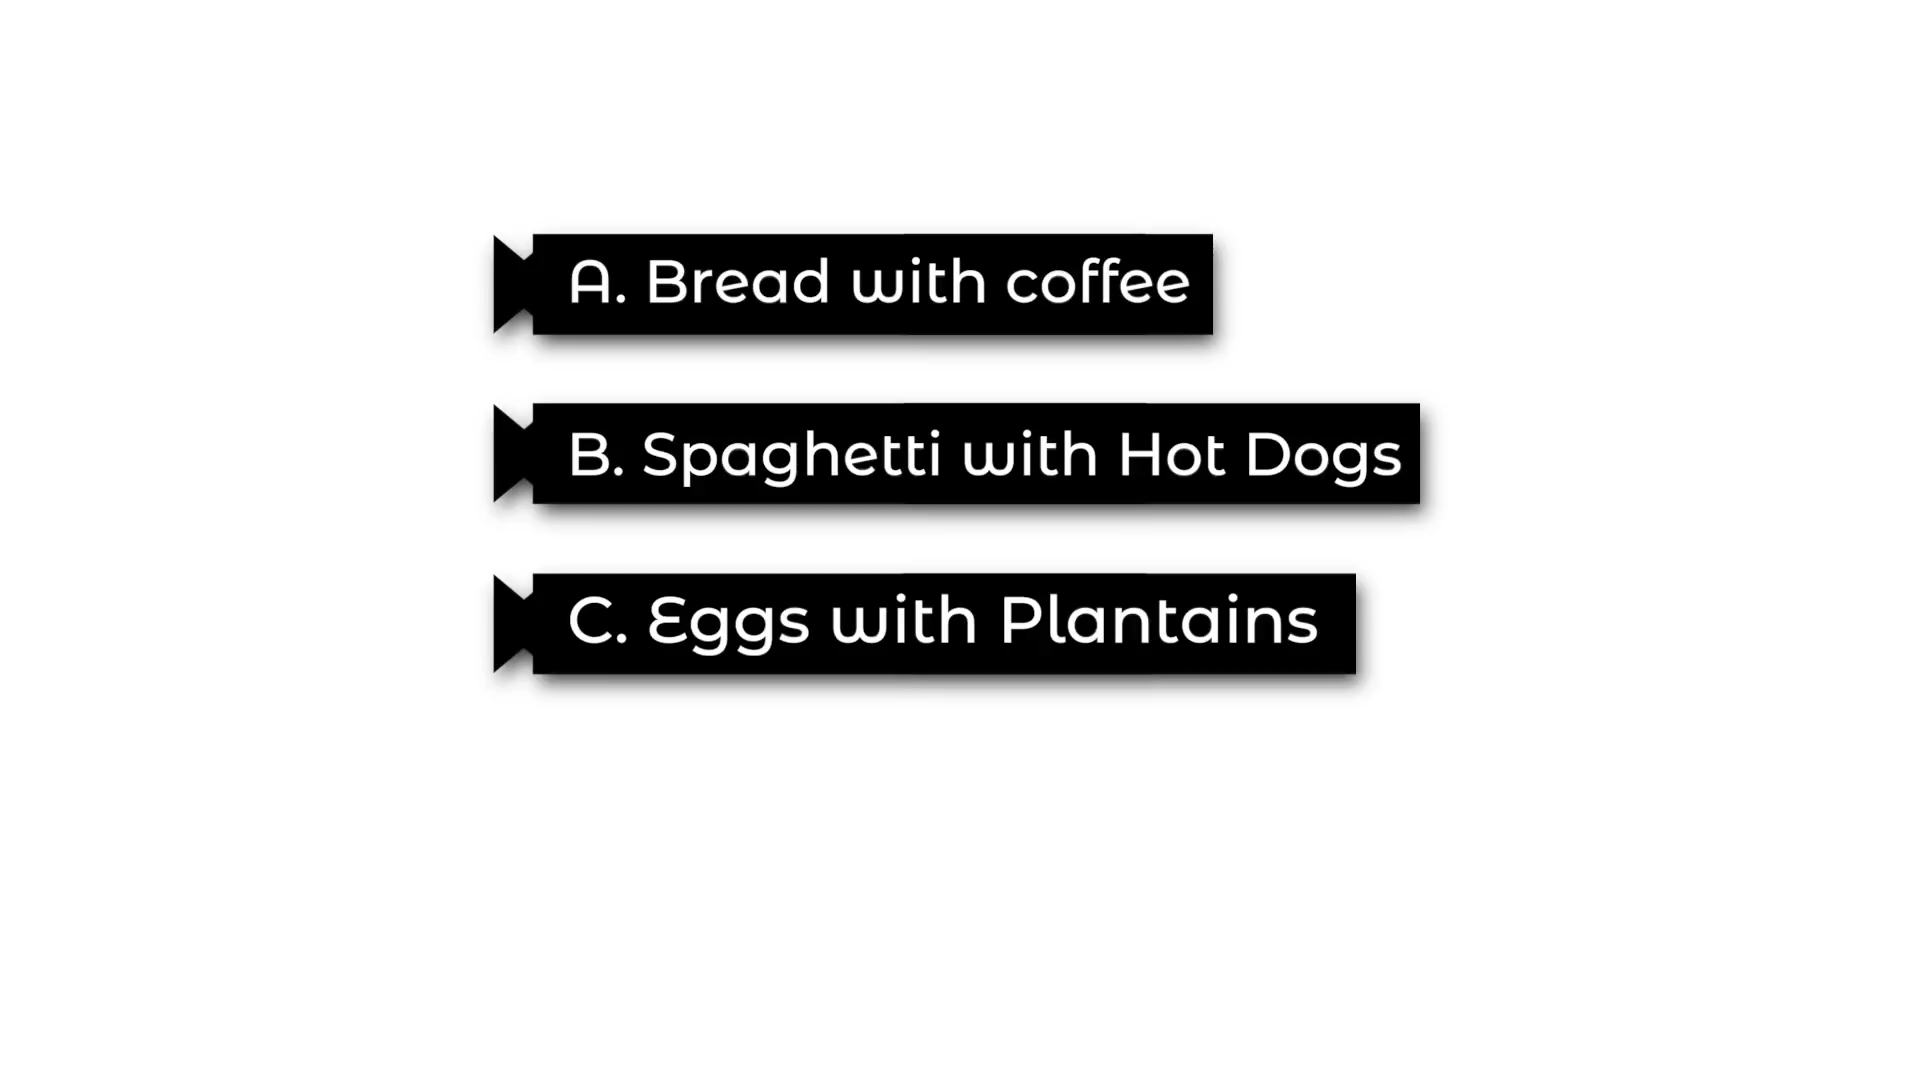 A. Bread with coffee
B. Spaghetti with Hot Dogs
C. Eggs with Plantains